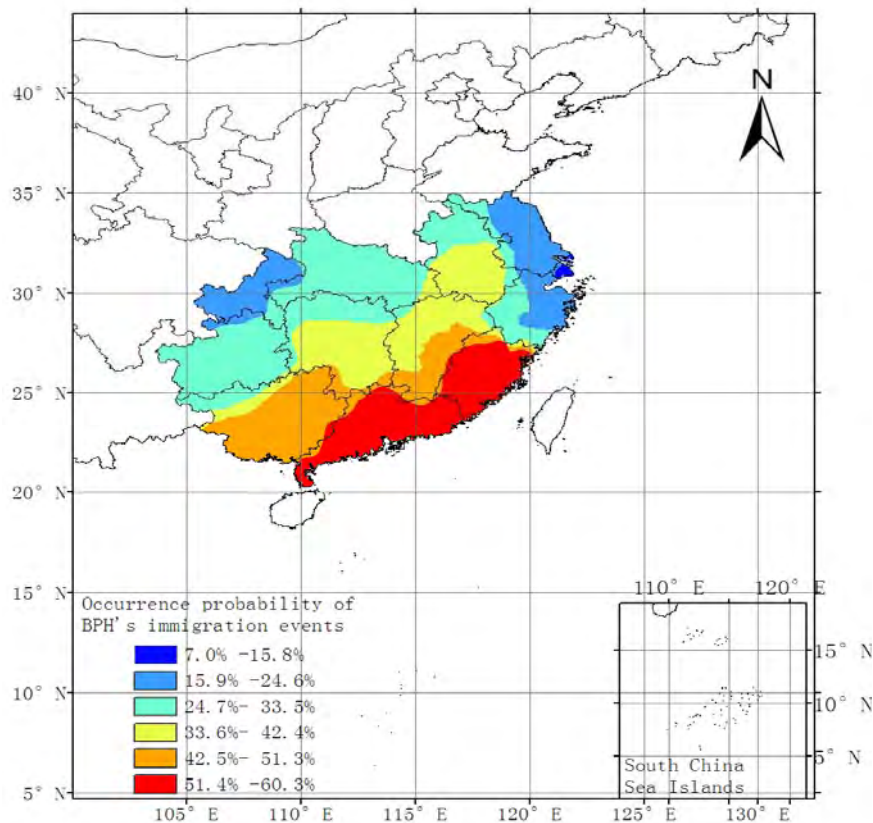 N
40° N
35° N
30° N
25° N
20° N
15° N
10° N
5° N
Occurrence probability of
BPH's immigration events
7.0% -15.8%
15.9% -24.6%
24.7%- 33.5%
33.6%- 42.4%
42.5%- 51.3%
51.4% -60.3%
110° E 120° E
15° N
10° N
5° N
South China
Sea Islands
105° E 110° E 115° E 120° E 125° E 130° E